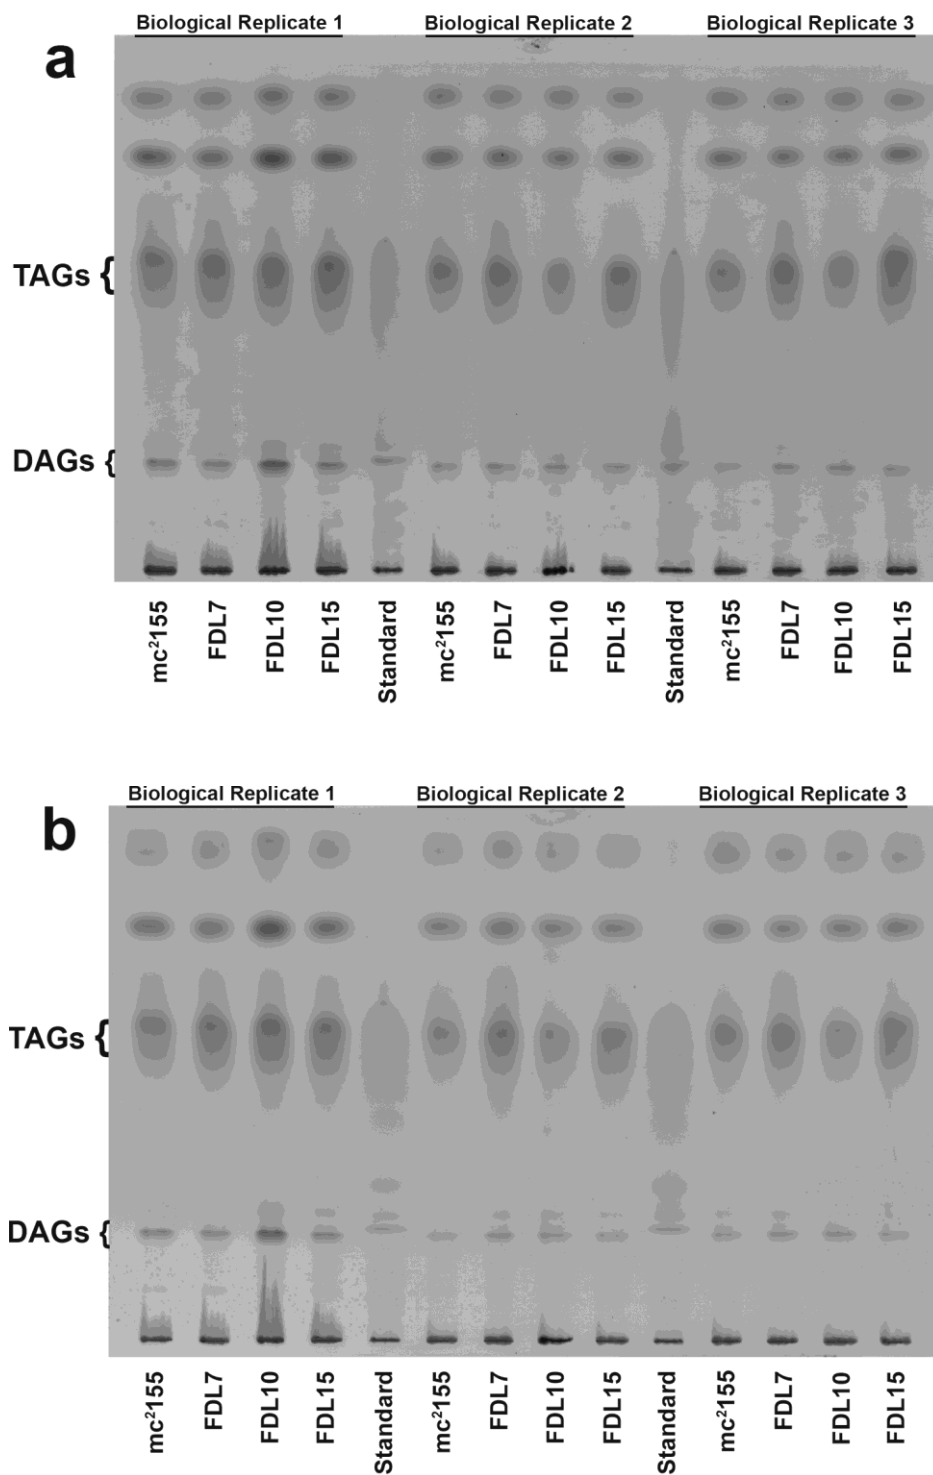 Biological Replicate 1 Biological Replicate 2 Biological Replicate 3
a
TAGs {
DAGs {
mc²155 FDL7 FDL10 FDL15 Standard mc²155 FDL7 FDL10 FDL15 Standard mc²155 FDL7 FDL10 FDL15
Biological Replicate 1 Biological Replicate 2 Biological Replicate 3
b
TAGs {
DAGs {
mc²155 FDL7 FDL10 FDL15 Standard mc²155 FDL7 FDL10 FDL15 Standard mc²155 FDL7 FDL10 FDL15